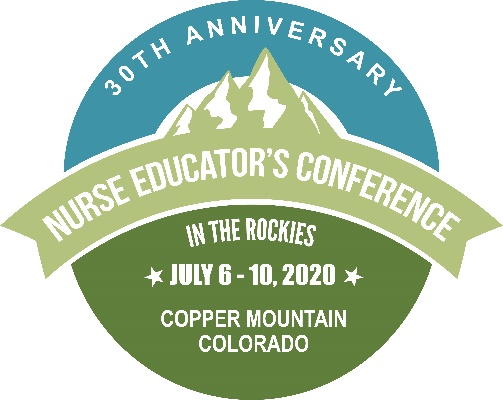 30TH ANNIVERSARY
NURSE EDUCATOR'S CONFERENCE
IN THE ROCKIES
JULY 6 - 10, 2020
COPPER MOUNTAIN
COLORADO